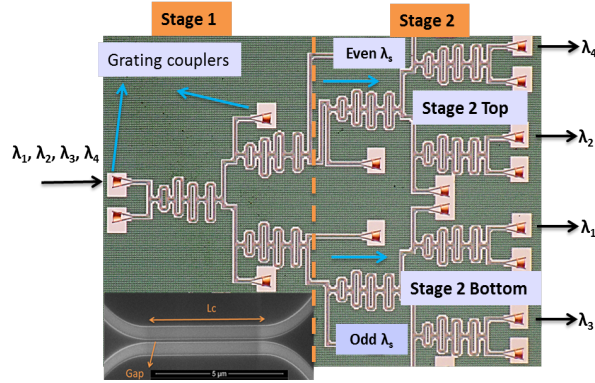 Stage 1
Stage 2
Grating couplers
Even λs
λ4
Stage 2 Top
λ2
λ1, λ2, λ3, λ4
λ1
Stage 2 Bottom
Lc
Odd λs
λ3
Gap
5 µm